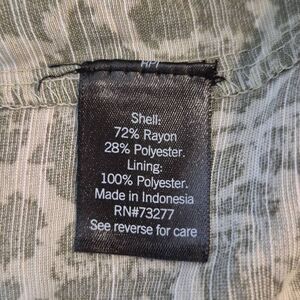 Shell:
72% Rayon
28% Polyester.
Lining:
100% Polyester.
Made in Indonesia
RN#73277
See reverse for care